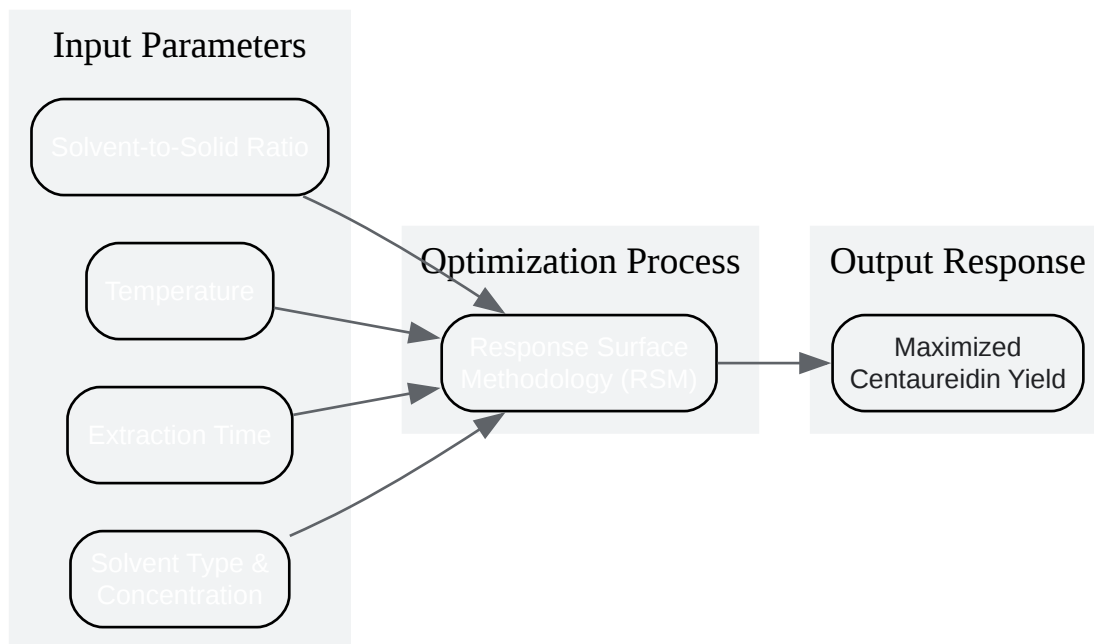 Input Parameters
Solvent-to-Solid Ratio
Temperature
Extraction Time
Solvent Type &
Concentration
Optimization Process
Response Surface
Methodology (RSM)
Output Response
Maximized
Centaureidin Yield